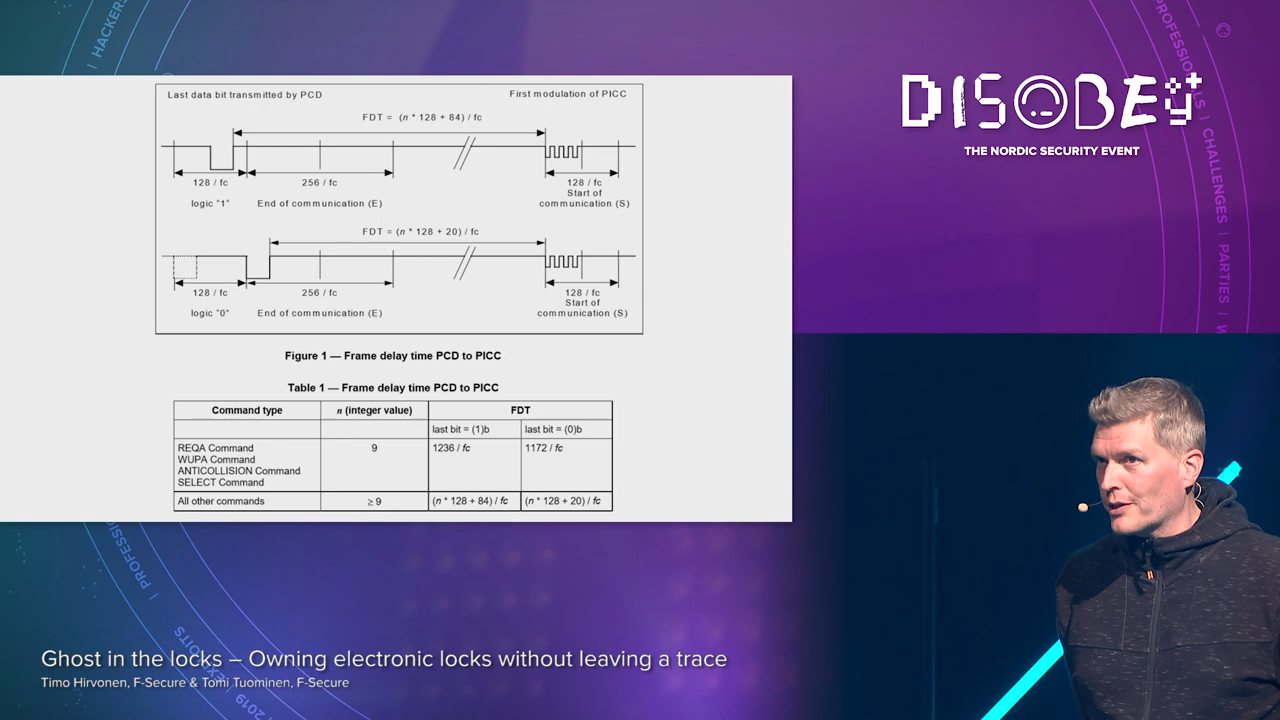 Last data bit transmitted by PCD
First modulation of PICC
FDT = (n * 128 + 84) / fc
128 / fc
256 / fc
128 / fc
Start of
logic "1"
End of communication (E)
communication (S)
FDT = (n * 128 + 20) / fc
128 / fc
256 / fc
128 / fc
Start of
logic "0"
End of communication (E)
communication (S)
Figure 1 — Frame delay time PCD to PICC
Table 1 — Frame delay time PCD to PICC
Command type n (integer value) FDT
last bit = (1)b last bit = (0)b
REQA Command 9 1236 / fc 1172 / fc
WUPA Command
ANTICOLLISION Command
SELECT Command
All other commands ≥ 9 (n * 128 + 84) / fc (n * 128 + 20) / fc
DISOBEY
THE NORDIC SECURITY EVENT
HACKERS
PROFESSIONALS | CHALLENGES | PARTIES |
PROFESSI
2019
Ghost in the locks – Owning electronic locks without leaving a trace
Timo Hirvonen, F-Secure & Tomi Tuominen, F-Secure